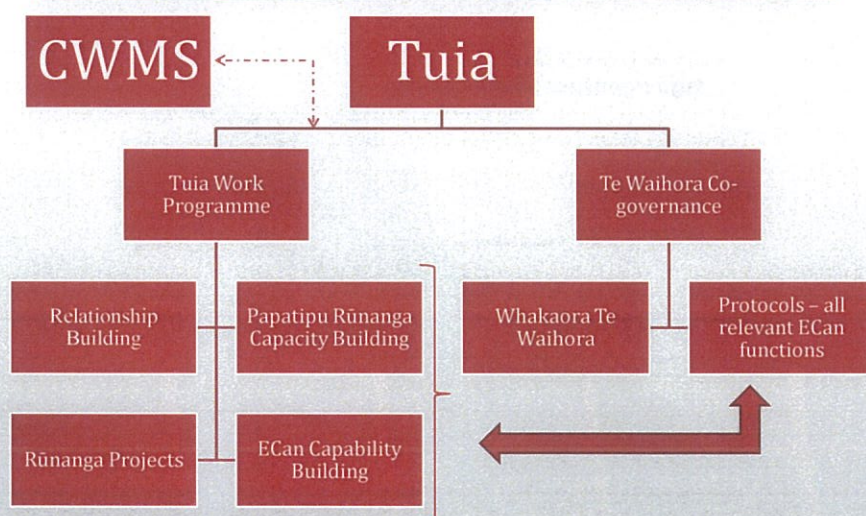 CWMS
Tuia
Tuia Work
Programme
Te Waihora Co-
governance
Relationship
Building
Papatipu Rūnanga
Capacity Building
Whakaora Te
Waihora
Protocols – all
relevant ECan
functions
Rūnanga Projects
ECan Capability
Building